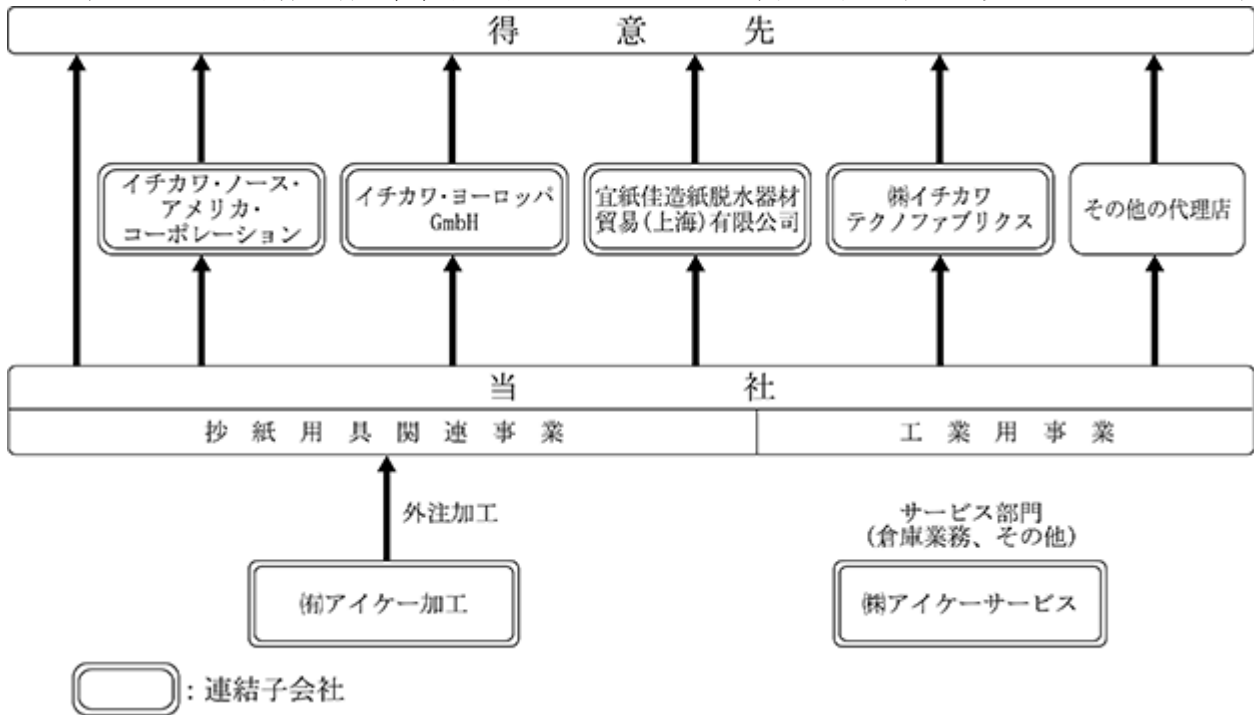 得意先
イチカワ・ノース・
アメリカ・
コーポレーション
イチカワ・ヨーロッパ
GmbH
宜紙佳造紙脱水器材
貿易(上海)有限公司
㈱イチカワ
テクノファブリクス
その他の代理店
当社
抄紙用具関連事業
工業用事業
外注加工
サービス部門
(倉庫業務、その他)
㈲アイケー加工
㈱アイケーサービス
：連結子会社